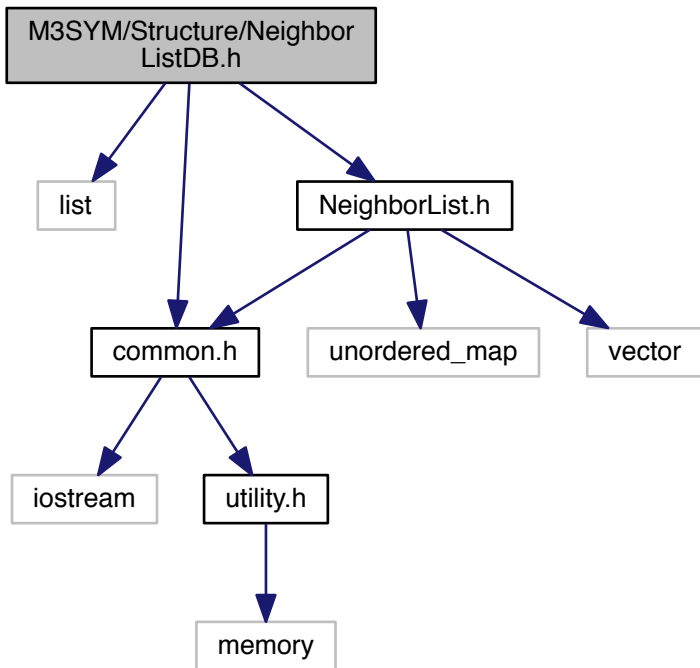 M3SYM/Structure/Neighbor
ListDB.h
list
NeighborList.h
common.h
unordered_map
vector
iostream
utility.h
memory